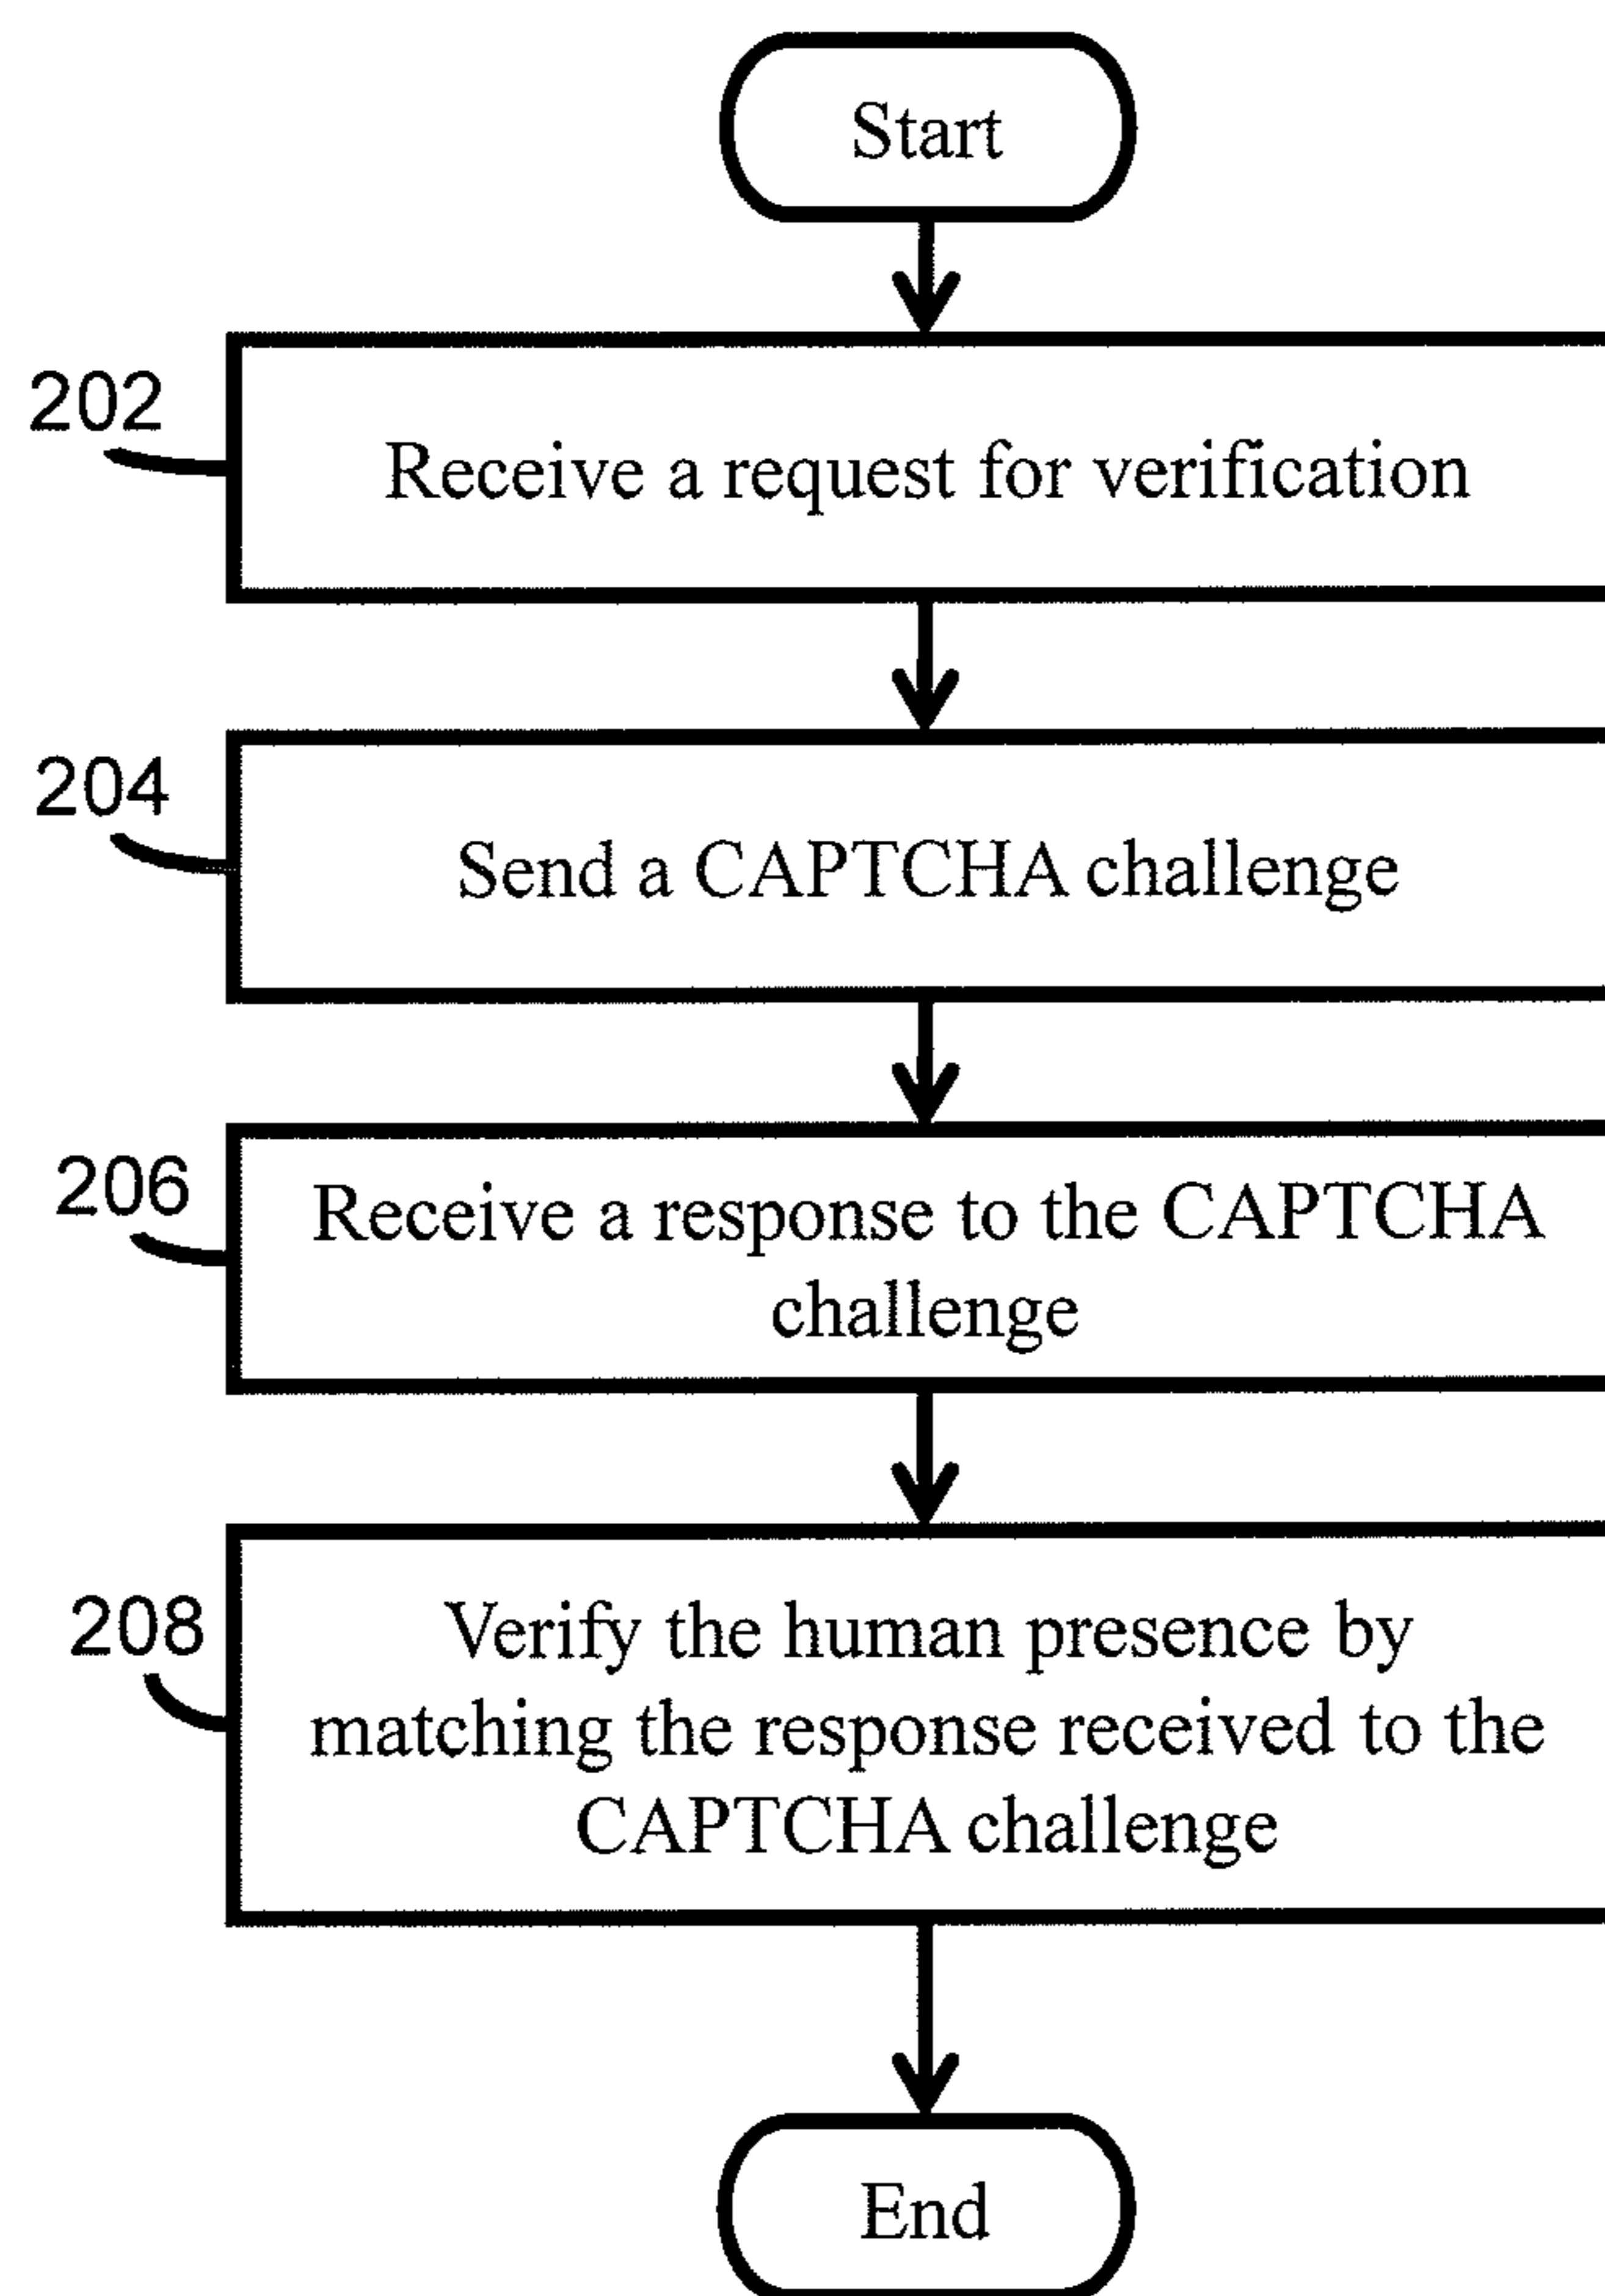 Start
202
Receive a request for verification
204
Send a CAPTCHA challenge
206
Receive a response to the CAPTCHA
challenge
208
Verify the human presence by
matching the response received to the
CAPTCHA challenge
End